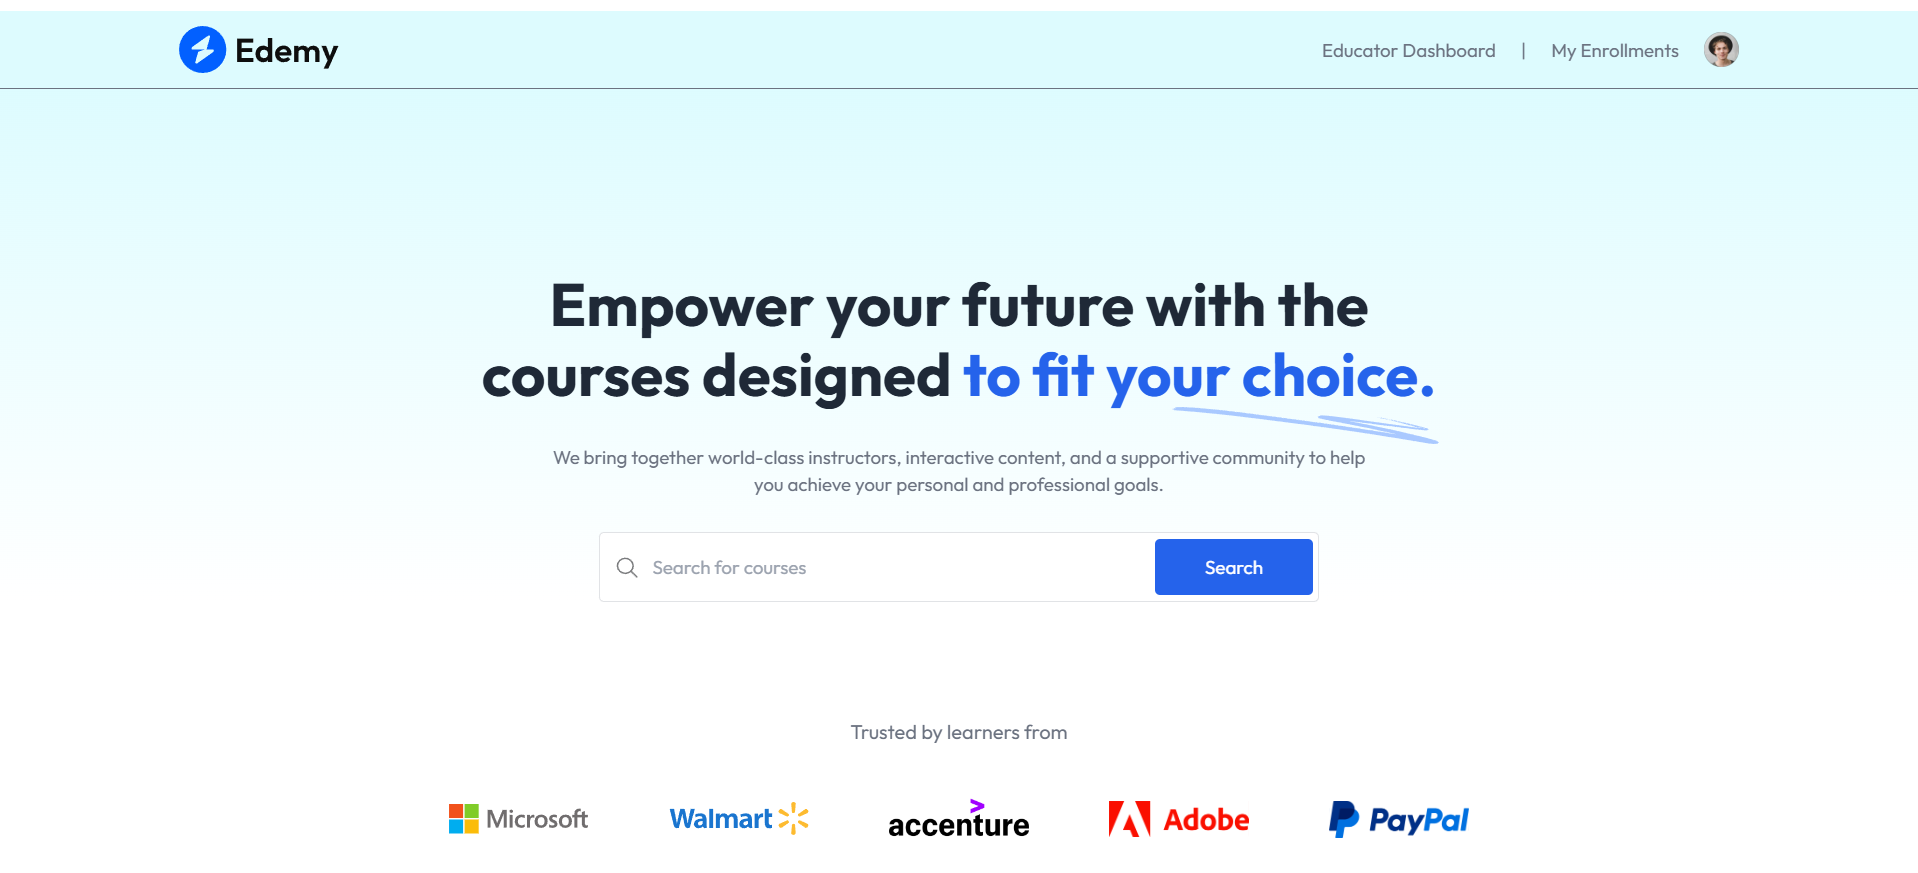 Edemy
Educator Dashboard | My Enrollments
Empower your future with the
courses designed to fit your choice.
We bring together world-class instructors, interactive content, and a supportive community to help
you achieve your personal and professional goals.
Search for courses
Search
Trusted by learners from
Microsoft
Walmart
accenture
Adobe
PayPal